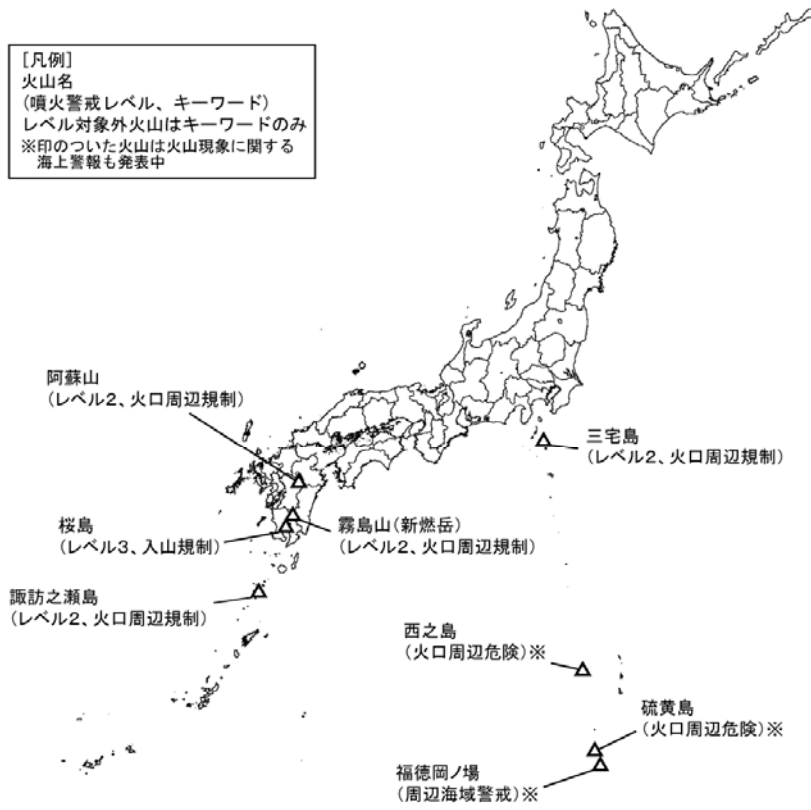 [凡例]
火山名
(噴火警戒レベル、キーワード)
レベル対象外火山はキーワードのみ
※印のついた火山は火山現象に関する
海上警報も発表中
阿蘇山
(レベル2、火口周辺規制)
三宅島
(レベル2、火口周辺規制)
桜島
(レベル3、入山規制)
霧島山(新燃岳)
(レベル2、火口周辺規制)
諏訪之瀬島
(レベル2、火口周辺規制)
西之島
(火口周辺危険)※
硫黄島
(火口周辺危険)※
福徳岡ノ場
(周辺海域警戒)※